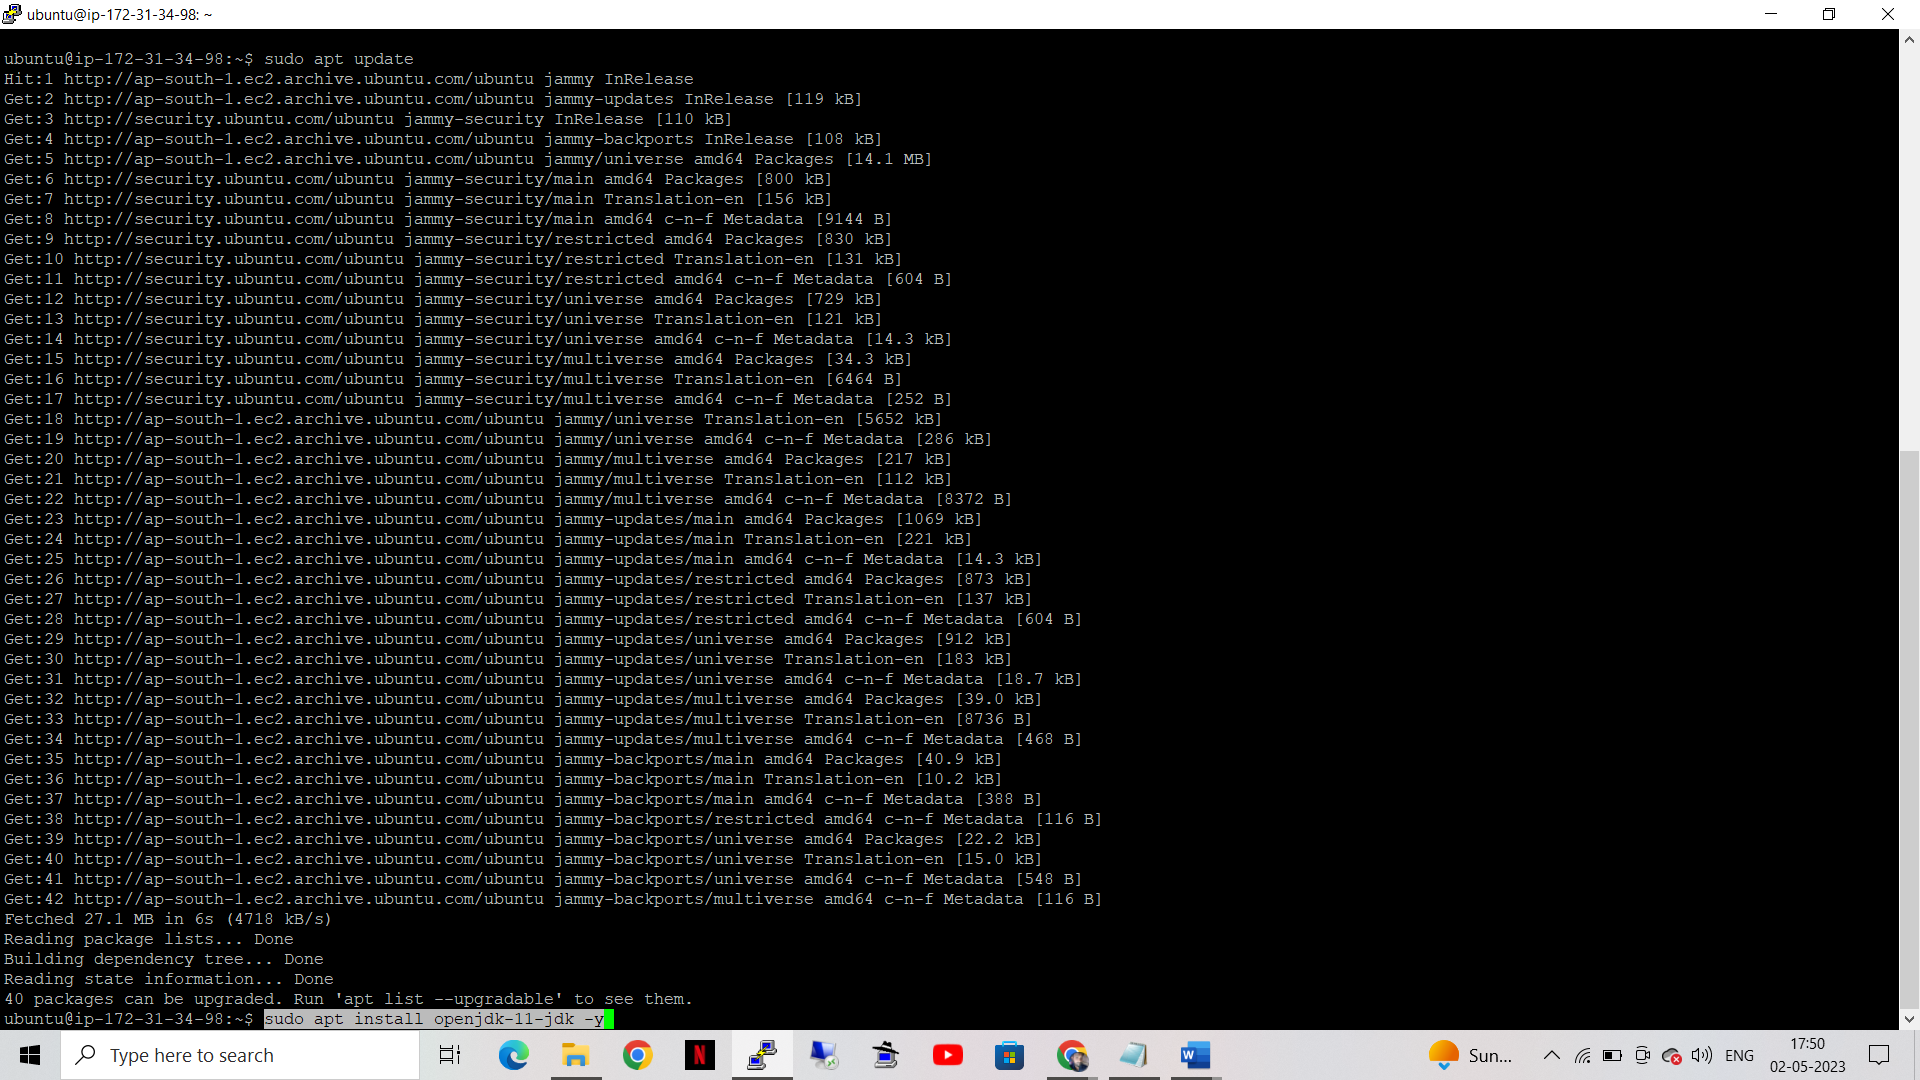 ubuntu@ip-172-31-34-98: ~
ubuntu@ip-172-31-34-98:~$ sudo apt update
Hit:1 http://ap-south-1.ec2.archive.ubuntu.com/ubuntu jammy InRelease
Get:2 http://ap-south-1.ec2.archive.ubuntu.com/ubuntu jammy-updates InRelease [119 kB]
Get:3 http://security.ubuntu.com/ubuntu jammy-security InRelease [110 kB]
Get:4 http://ap-south-1.ec2.archive.ubuntu.com/ubuntu jammy-backports InRelease [108 kB]
Get:5 http://ap-south-1.ec2.archive.ubuntu.com/ubuntu jammy/universe amd64 Packages [14.1 MB]
Get:6 http://security.ubuntu.com/ubuntu jammy-security/main amd64 Packages [800 kB]
Get:7 http://security.ubuntu.com/ubuntu jammy-security/main Translation-en [156 kB]
Get:8 http://security.ubuntu.com/ubuntu jammy-security/main amd64 c-n-f Metadata [9144 B]
Get:9 http://security.ubuntu.com/ubuntu jammy-security/restricted amd64 Packages [830 kB]
Get:10 http://security.ubuntu.com/ubuntu jammy-security/restricted Translation-en [131 kB]
Get:11 http://security.ubuntu.com/ubuntu jammy-security/restricted amd64 c-n-f Metadata [604 B]
Get:12 http://security.ubuntu.com/ubuntu jammy-security/universe amd64 Packages [729 kB]
Get:13 http://security.ubuntu.com/ubuntu jammy-security/universe Translation-en [121 kB]
Get:14 http://security.ubuntu.com/ubuntu jammy-security/universe amd64 c-n-f Metadata [14.3 kB]
Get:15 http://security.ubuntu.com/ubuntu jammy-security/multiverse amd64 Packages [34.3 kB]
Get:16 http://security.ubuntu.com/ubuntu jammy-security/multiverse Translation-en [6464 B]
Get:17 http://security.ubuntu.com/ubuntu jammy-security/multiverse amd64 c-n-f Metadata [252 B]
Get:18 http://ap-south-1.ec2.archive.ubuntu.com/ubuntu jammy/universe Translation-en [5652 kB]
Get:19 http://ap-south-1.ec2.archive.ubuntu.com/ubuntu jammy/universe amd64 c-n-f Metadata [286 kB]
Get:20 http://ap-south-1.ec2.archive.ubuntu.com/ubuntu jammy/multiverse amd64 Packages [217 kB]
Get:21 http://ap-south-1.ec2.archive.ubuntu.com/ubuntu jammy/multiverse Translation-en [112 kB]
Get:22 http://ap-south-1.ec2.archive.ubuntu.com/ubuntu jammy/multiverse amd64 c-n-f Metadata [8372 B]
Get:23 http://ap-south-1.ec2.archive.ubuntu.com/ubuntu jammy-updates/main amd64 Packages [1069 kB]
Get:24 http://ap-south-1.ec2.archive.ubuntu.com/ubuntu jammy-updates/main Translation-en [221 kB]
Get:25 http://ap-south-1.ec2.archive.ubuntu.com/ubuntu jammy-updates/main amd64 c-n-f Metadata [14.3 kB]
Get:26 http://ap-south-1.ec2.archive.ubuntu.com/ubuntu jammy-updates/restricted amd64 Packages [873 kB]
Get:27 http://ap-south-1.ec2.archive.ubuntu.com/ubuntu jammy-updates/restricted Translation-en [137 kB]
Get:28 http://ap-south-1.ec2.archive.ubuntu.com/ubuntu jammy-updates/restricted amd64 c-n-f Metadata [604 B]
Get:29 http://ap-south-1.ec2.archive.ubuntu.com/ubuntu jammy-updates/universe amd64 Packages [912 kB]
Get:30 http://ap-south-1.ec2.archive.ubuntu.com/ubuntu jammy-updates/universe Translation-en [183 kB]
Get:31 http://ap-south-1.ec2.archive.ubuntu.com/ubuntu jammy-updates/universe amd64 c-n-f Metadata [18.7 kB]
Get:32 http://ap-south-1.ec2.archive.ubuntu.com/ubuntu jammy-updates/multiverse amd64 Packages [39.0 kB]
Get:33 http://ap-south-1.ec2.archive.ubuntu.com/ubuntu jammy-updates/multiverse Translation-en [8736 B]
Get:34 http://ap-south-1.ec2.archive.ubuntu.com/ubuntu jammy-updates/multiverse amd64 c-n-f Metadata [468 B]
Get:35 http://ap-south-1.ec2.archive.ubuntu.com/ubuntu jammy-backports/main amd64 Packages [40.9 kB]
Get:36 http://ap-south-1.ec2.archive.ubuntu.com/ubuntu jammy-backports/main Translation-en [10.2 kB]
Get:37 http://ap-south-1.ec2.archive.ubuntu.com/ubuntu jammy-backports/main amd64 c-n-f Metadata [388 B]
Get:38 http://ap-south-1.ec2.archive.ubuntu.com/ubuntu jammy-backports/restricted amd64 c-n-f Metadata [116 B]
Get:39 http://ap-south-1.ec2.archive.ubuntu.com/ubuntu jammy-backports/universe amd64 Packages [22.2 kB]
Get:40 http://ap-south-1.ec2.archive.ubuntu.com/ubuntu jammy-backports/universe Translation-en [15.0 kB]
Get:41 http://ap-south-1.ec2.archive.ubuntu.com/ubuntu jammy-backports/universe amd64 c-n-f Metadata [548 B]
Get:42 http://ap-south-1.ec2.archive.ubuntu.com/ubuntu jammy-backports/multiverse amd64 c-n-f Metadata [116 B]
Fetched 27.1 MB in 6s (4718 kB/s)
Reading package lists... Done
Building dependency tree... Done
Reading state information... Done
40 packages can be upgraded. Run 'apt list --upgradable' to see them.
ubuntu@ip-172-31-34-98:~$ sudo apt install openjdk-11-jdk -y
Type here to search
N
W
Sun...
ENG
17:50
02-05-2023